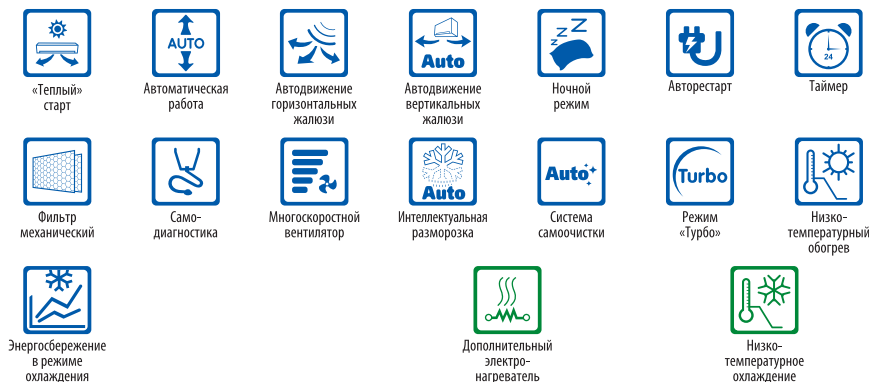 AUTO
Auto
24
«Теплый»
старт
Автоматическая
работа
Автодвижение
горизонтальных
жалюзи
Автодвижение
вертикальных
жалюзи
Ночной
режим
Авторестарт
Таймер
Auto
Auto
Turbo
Фильтр
механический
Само-
диагностика
Многоскоростной
вентилятор
Интеллектуальная
разморозка
Система
самоочистки
Режим
«Турбо»
Низко-
температурный
обогрев
Энергосбережение
в режиме
охлаждения
Дополнительный
электро-
нагреватель
Низко-
температурное
охлаждение